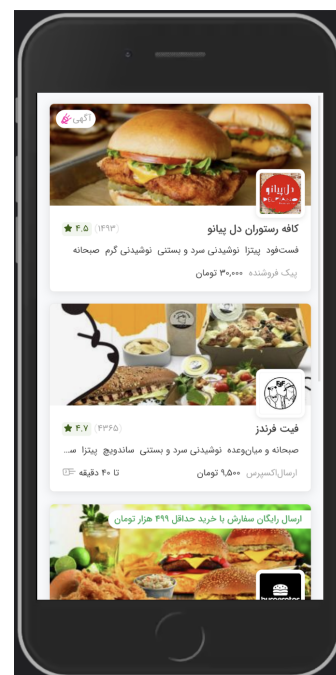 آگهی
دل پیانو
DELPIANO
کافه رستوران دل پیانو
۴.۵ (۱۴۹۳)
فست‌فود پیتزا نوشیدنی سرد و بستنی نوشیدنی گرم صبحانه
پیک فروشنده ۳۰,۰۰۰ تومان
فیت فرندز
۴.۷ (۴۳۶۵)
صبحانه و میان‌وعده نوشیدنی سرد و بستنی ساندویچ پیتزا سـ...
ارسال‌اکسپرس ۹,۵۰۰ تومان
تا ۴۰ دقیقه
ارسال رایگان سفارش با خرید حداقل ۴۹۹ هزار تومان